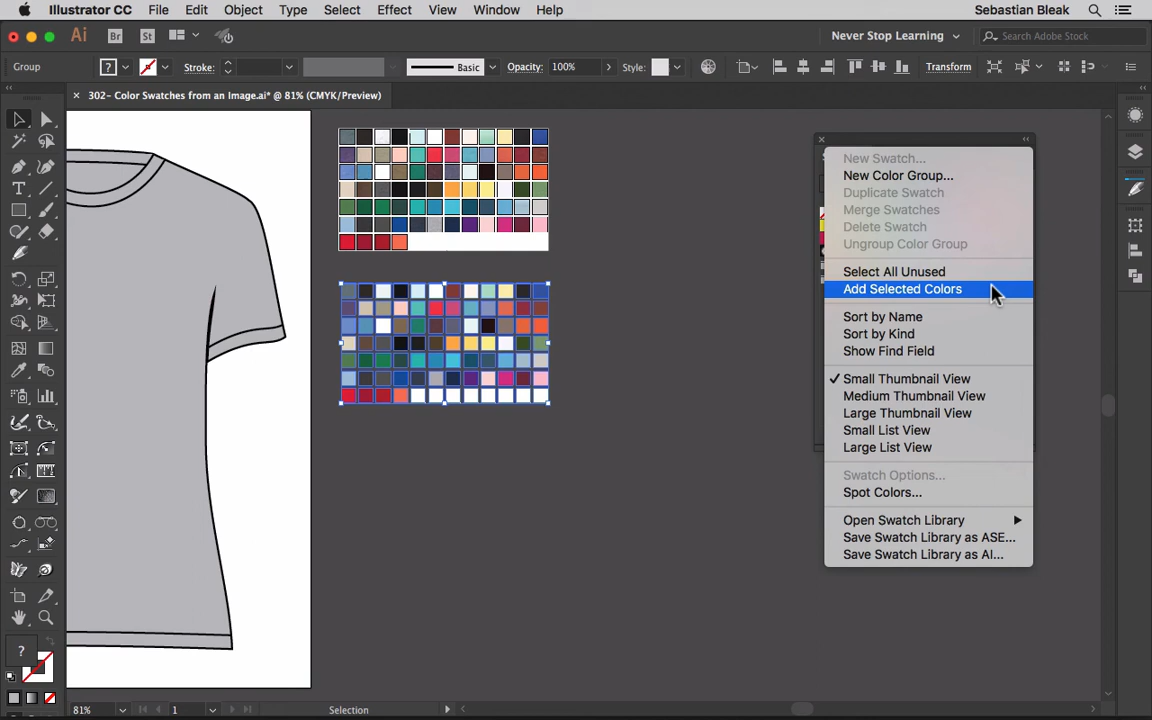 Illustrator CC File Edit Object Type Select Effect View Window Help Sebastian Bleak
Ai Br St Never Stop Learning Search Adobe Stock
Group ? Stroke: Basic Opacity: 100% Style: Transform
× 302- Color Swatches from an Image.ai* @ 81% (CMYK/Preview)
New Swatch...
New Color Group...
Duplicate Swatch
Merge Swatches
Delete Swatch
Ungroup Color Group
Select All Unused
Add Selected Colors
Sort by Name
Sort by Kind
Show Find Field
✓ Small Thumbnail View
Medium Thumbnail View
Large Thumbnail View
Small List View
Large List View
Swatch Options...
Spot Colors...
Open Swatch Library
Save Swatch Library as ASE...
Save Swatch Library as AI...
?
81% 1 Selection